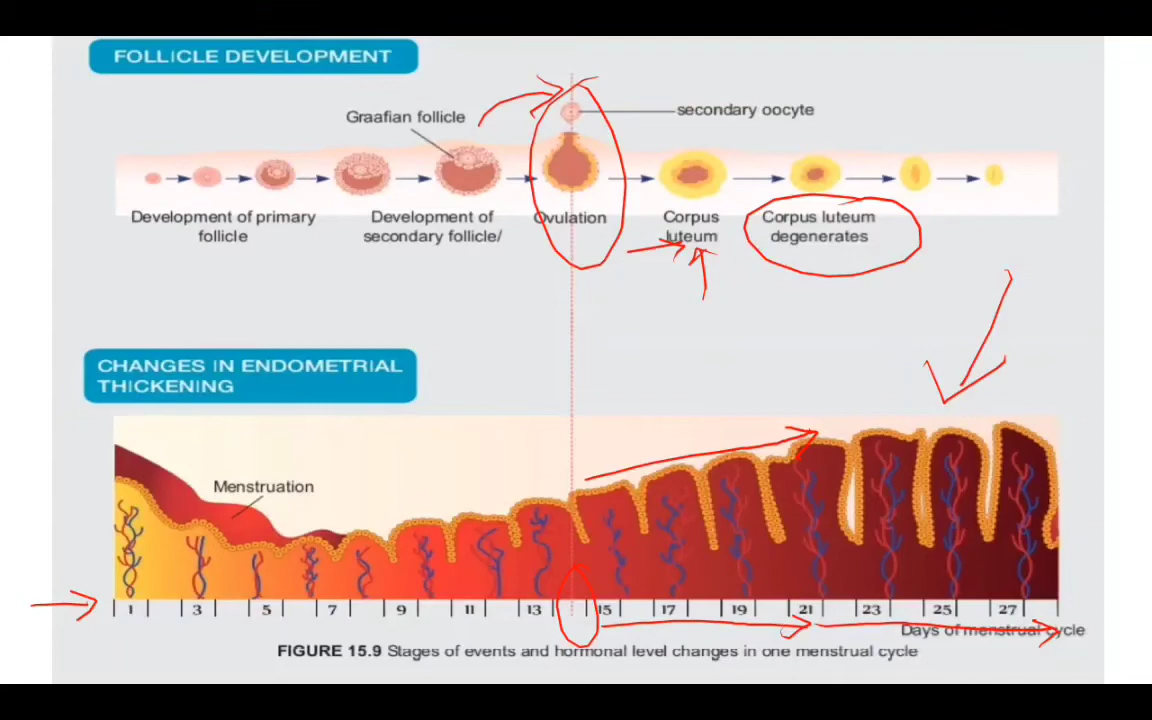 FOLLICLE DEVELOPMENT
Graafian follicle
secondary oocyte
Development of primary
follicle
Development of
secondary follicle/
Ovulation
Corpus
luteum
Corpus luteum
degenerates
CHANGES IN ENDOMETRIAL
THICKENING
Menstruation
1 3 5 7 9 11 13 15 17 19 21 23 25 27
Days of menstrual cycle
FIGURE 15.9 Stages of events and hormonal level changes in one menstrual cycle